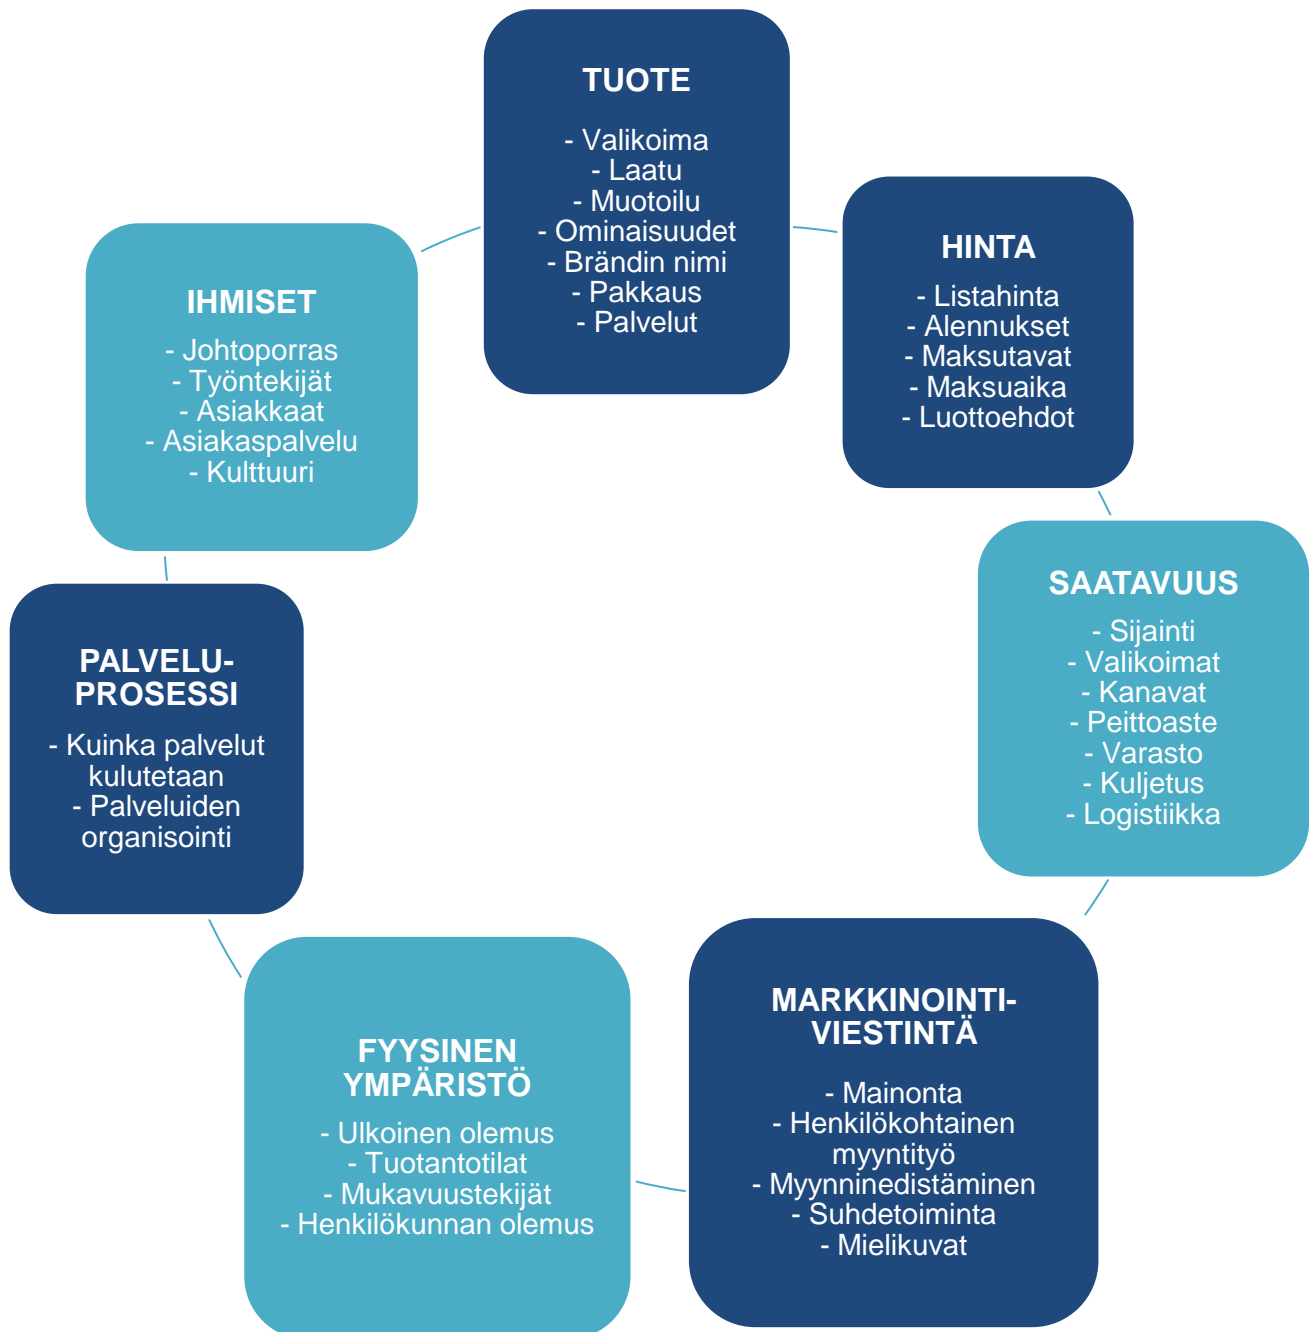 TUOTE
- Valikoima
- Laatu
- Muotoilu
- Ominaisuudet
- Brändin nimi
- Pakkaus
- Palvelut
HINTA
- Listahinta
- Alennukset
- Maksutavat
- Maksuaika
- Luottoehdot
SAATAVUUS
- Sijainti
- Valikoimat
- Kanavat
- Peittoaste
- Varasto
- Kuljetus
- Logistiikka
MARKKINOINTI-
VIESTINTÄ
- Mainonta
- Henkilökohtainen
myyntityö
- Myynninedistäminen
- Suhdetoiminta
- Mielikuvat
FYYSINEN
YMPÄRISTÖ
- Ulkoinen olemus
- Tuotantotilat
- Mukavuustekijät
- Henkilökunnan olemus
PALVELU-
PROSESSI
- Kuinka palvelut
kulutetaan
- Palveluiden
organisointi
IHMISET
- Johtoporras
- Työntekijät
- Asiakkaat
- Asiakaspalvelu
- Kulttuuri